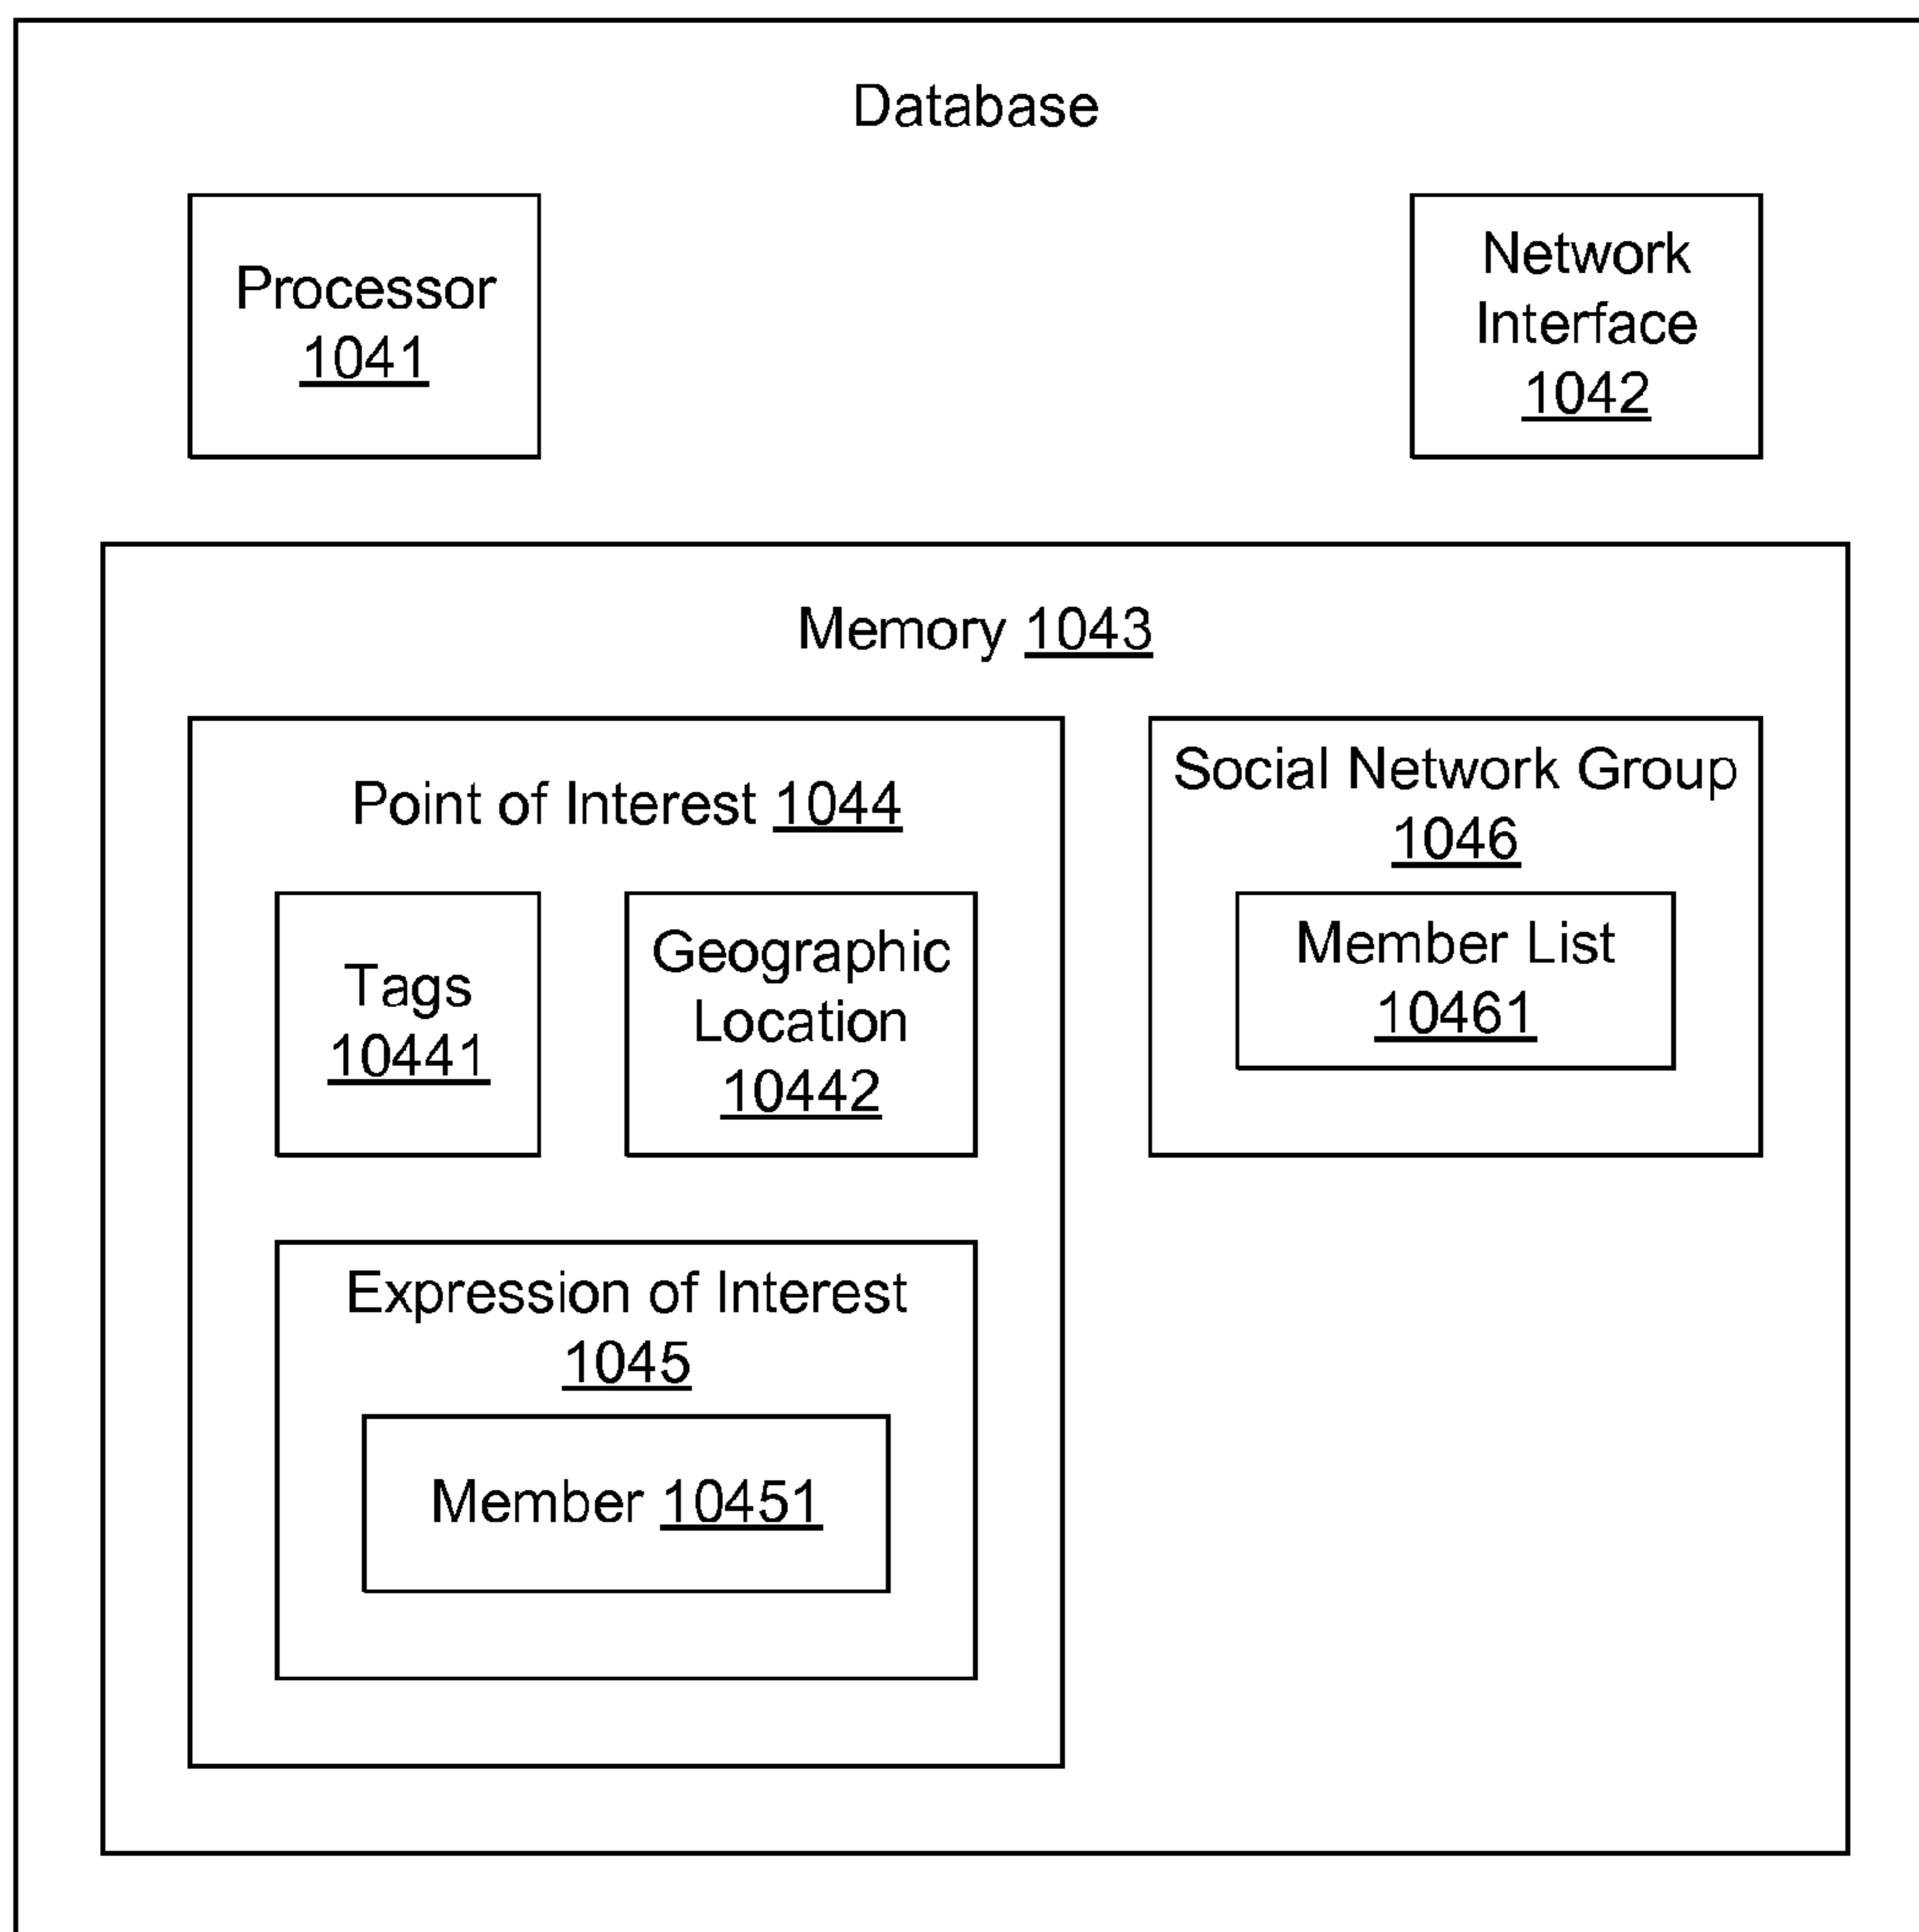 Database
Processor
1041
Network
Interface
1042
Memory 1043
Point of Interest 1044
Tags
10441
Geographic
Location
10442
Expression of Interest
1045
Member 10451
Social Network Group
1046
Member List
10461